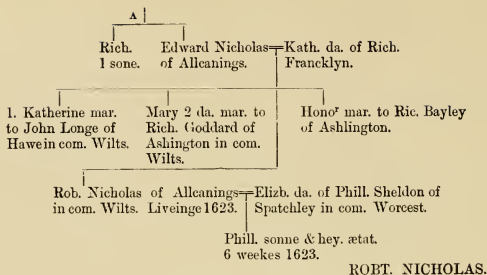 A
Rich. Edward Nicholas Kath. da. of Rich.
1 sone. of Allcanings. Francklyn.
1. Katherine mar. Mary 2 da. mar. to Honoʳ mar. to Ric. Bayley
to John Longe of Rich. Goddard of of Ashlington.
Hawe in com. Wilts. Ashington in com.
Wilts.
Rob. Nicholas of Allcanings Elizb. da. of Phill. Sheldon of
in com. Wilts. Liveinge 1623. Spatchley in com. Worcest.
Phill. sonne & hey. ætat.
6 weekes 1623.
ROBT. NICHOLAS.